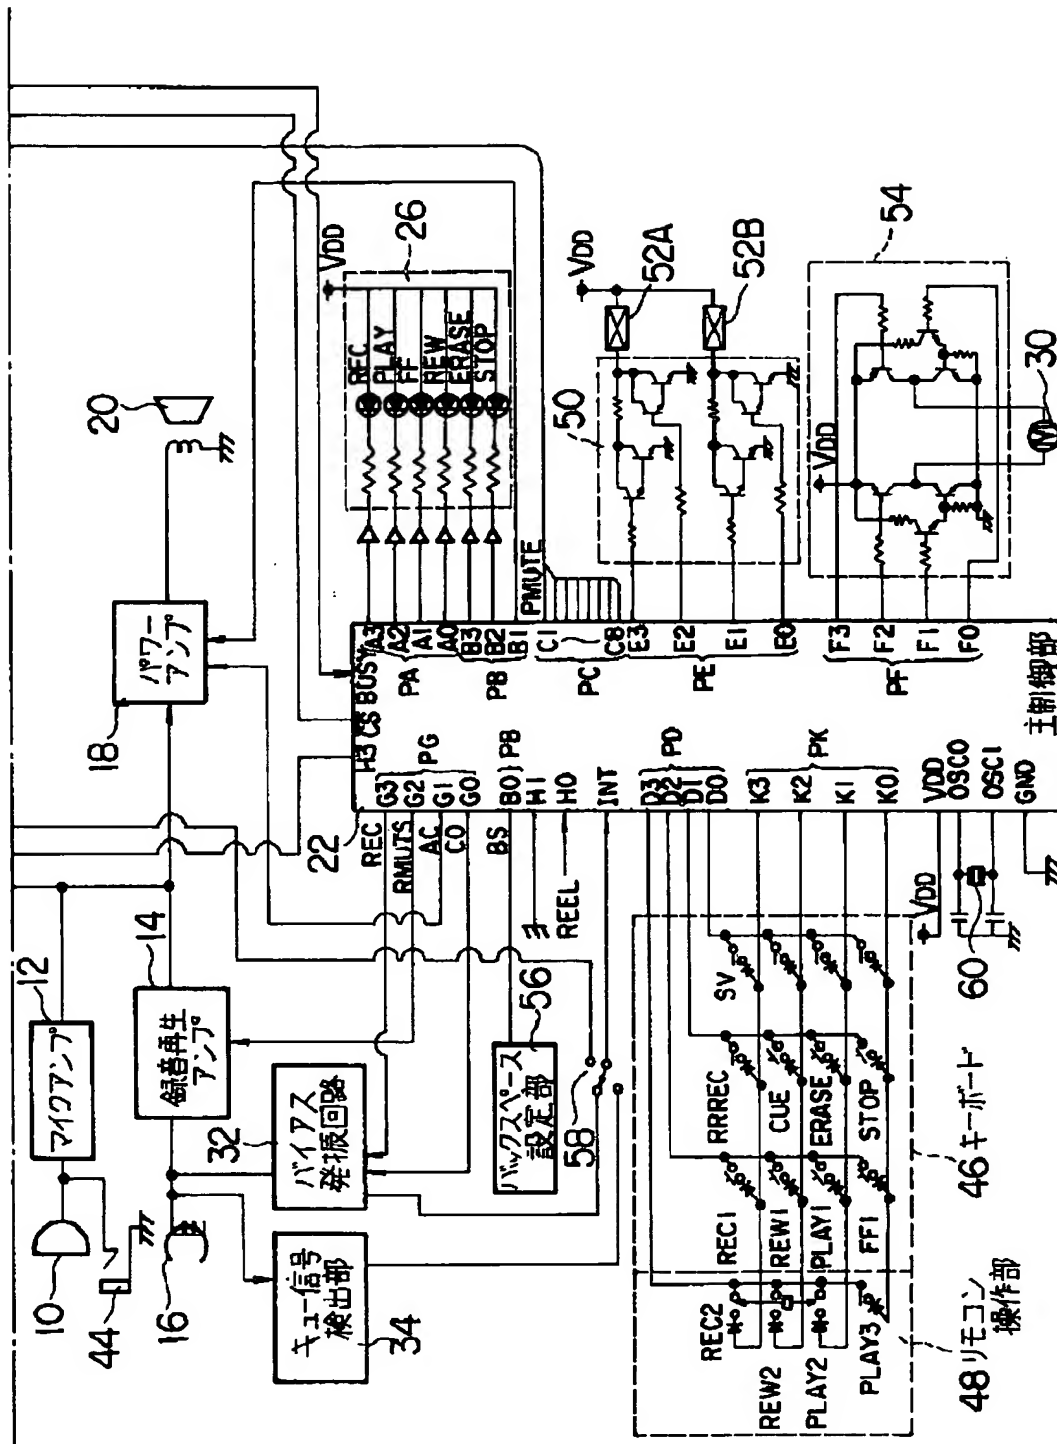 10
44
16
12
マイクアンプ
14
録音再生
アンプ
18
パワー
アンプ
20
32
バイアス
発振回路
34
キュー信号
検出部
56
バックスペース
設定部
58
22
REC
RMUTS
AC
CO
BS
REEL
H3
CS
BUSY
G3
G2
G1
G0
PG
B0
PB
H1
H0
INT
D3
D2
D1
D0
PD
K3
K2
K1
K0
PK
VDD
OSC0
OSC1
GND
A3
A2
A1
A0
PA
B3
B2
PB
B1
PMUTE
C1
PC
C8
E3
E2
E1
E0
PE
F3
F2
F1
F0
PF
主制御部
VDD
26
REC
PLAY
FF
REW
ERASE
STOP
VDD
50
52A
52B
54
VDD
30
SV
RRREC
CUE
ERASE
STOP
REC1
REW1
PLAY1
FF1
REC2
REW2
PLAY2
PLAY3
VDD
60
46 キーボード
48 リモコン
操作部